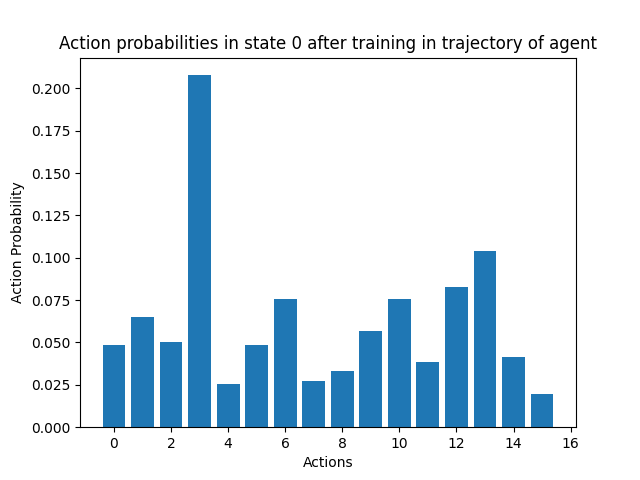 Action probabilities in state 0 after training in trajectory of agent
0.200
0.175
0.150
0.125
0.100
0.075
0.050
0.025
0.000
Action Probability
0 2 4 6 8 10 12 14 16
Actions